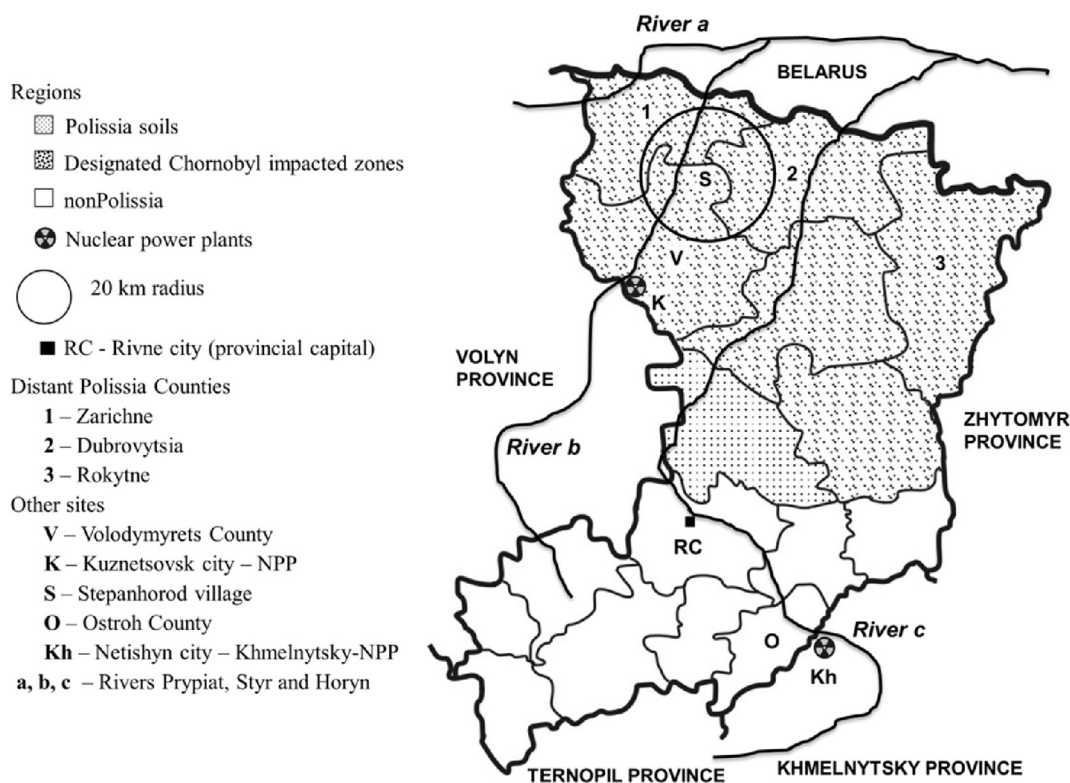 Regions
Polissia soils
Designated Chornobyl impacted zones
nonPolissia
Nuclear power plants
20 km radius
RC - Rivne city (provincial capital)
Distant Polissia Counties
1 – Zarichne
2 – Dubrovytsia
3 – Rokytne
Other sites
V – Volodymyrets County
K – Kuznetsovsk city – NPP
S – Stepanhorod village
O – Ostroh County
Kh – Netishyn city – Khmelnytsky-NPP
a, b, c – Rivers Prypiat, Styr and Horyn
River a
BELARUS
1
S
2
V
3
K
VOLYN
PROVINCE
ZHYTOMYR
PROVINCE
River b
RC
River c
O
Kh
TERNOPIL PROVINCE
KHMELNYTSKY PROVINCE